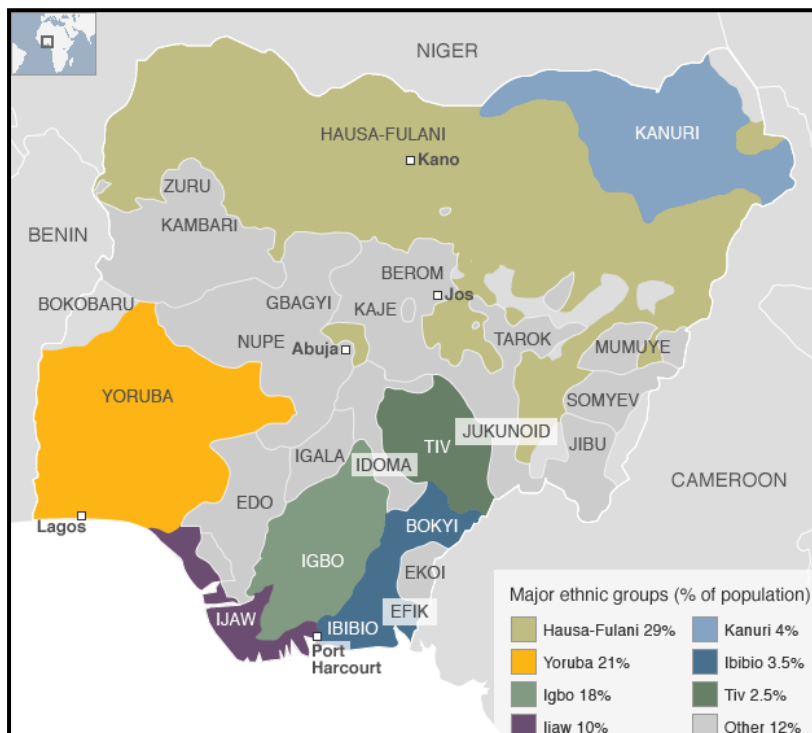 NIGER
KANURI
HAUSA-FULANI
Kano
ZURU
KAMBARI
BENIN
BEROM
BOKOBARU
GBAGYI
KAJE
Jos
NUPE
Abuja
TAROK
MUMUYE
YORUBA
SOMYEV
JUKUNOID
TIV
JIBU
IGALA
IDOMA
CAMEROON
EDO
Lagos
BOKYI
IGBO
EKOI
IJAW
IBIBIO
EFIK
Port
Harcourt
Major ethnic groups (% of population)
Hausa-Fulani 29%
Kanuri 4%
Yoruba 21%
Ibibio 3.5%
Igbo 18%
Tiv 2.5%
Ijaw 10%
Other 12%